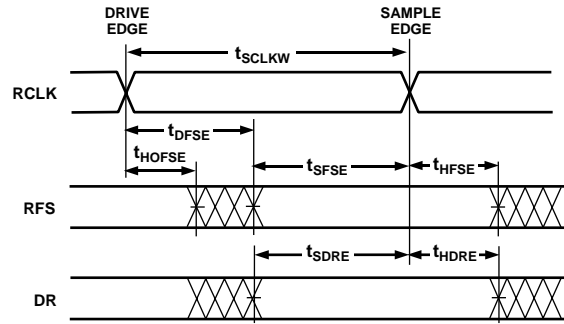 DRIVE
EDGE
SAMPLE
EDGE
tSCLKW
RCLK
tDFSE
tHOFSE
tSFSE
tHFSE
RFS
tSDRE
tHDRE
DR